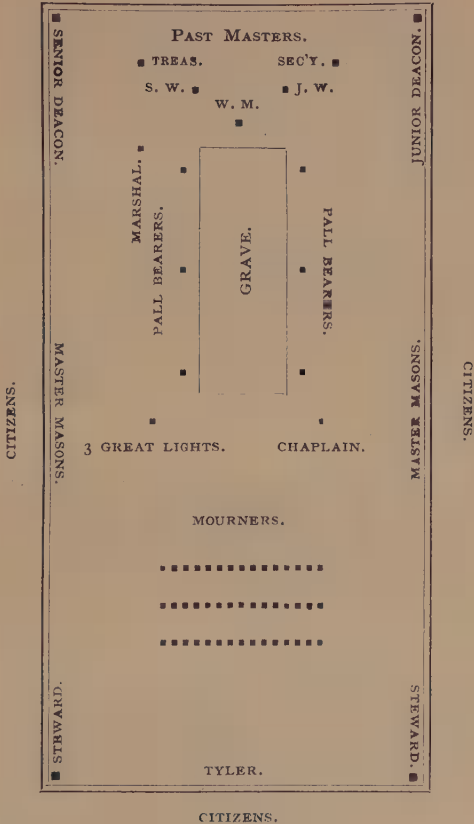 PAST MASTERS.
TREAS. SEC'Y.
S. W. J. W.
W. M.
SENIOR DEACON.
JUNIOR DEACON.
MARSHAL.
PALL BEARERS.
GRAVE.
PALL BEARERS.
CITIZENS.
MASTER MASONS.
MASTER MASONS.
CITIZENS.
3 GREAT LIGHTS. CHAPLAIN.
MOURNERS.
STEWARD.
STEWARD.
TYLER.
CITIZENS.